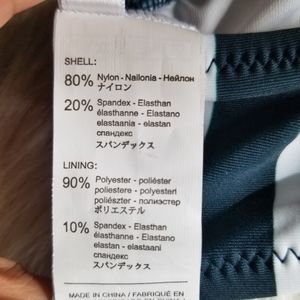 SHELL:
80% Nylon - Nailonia - Нейлон
ナイロン
20% Spandex - Elasthan
élasthanne - Elastano
elastaania - elastan
спандекс
スパンデックス
LINING:
90% Polyester - poliéster
poliestere - polyesteri
poliészter - полиэстер
ポリエステル
10% Spandex - Elasthan
élasthanne - Elastano
elastan - elastaani
спандекс
スパンデックス
MADE IN CHINA / FABRIQUÉ EN